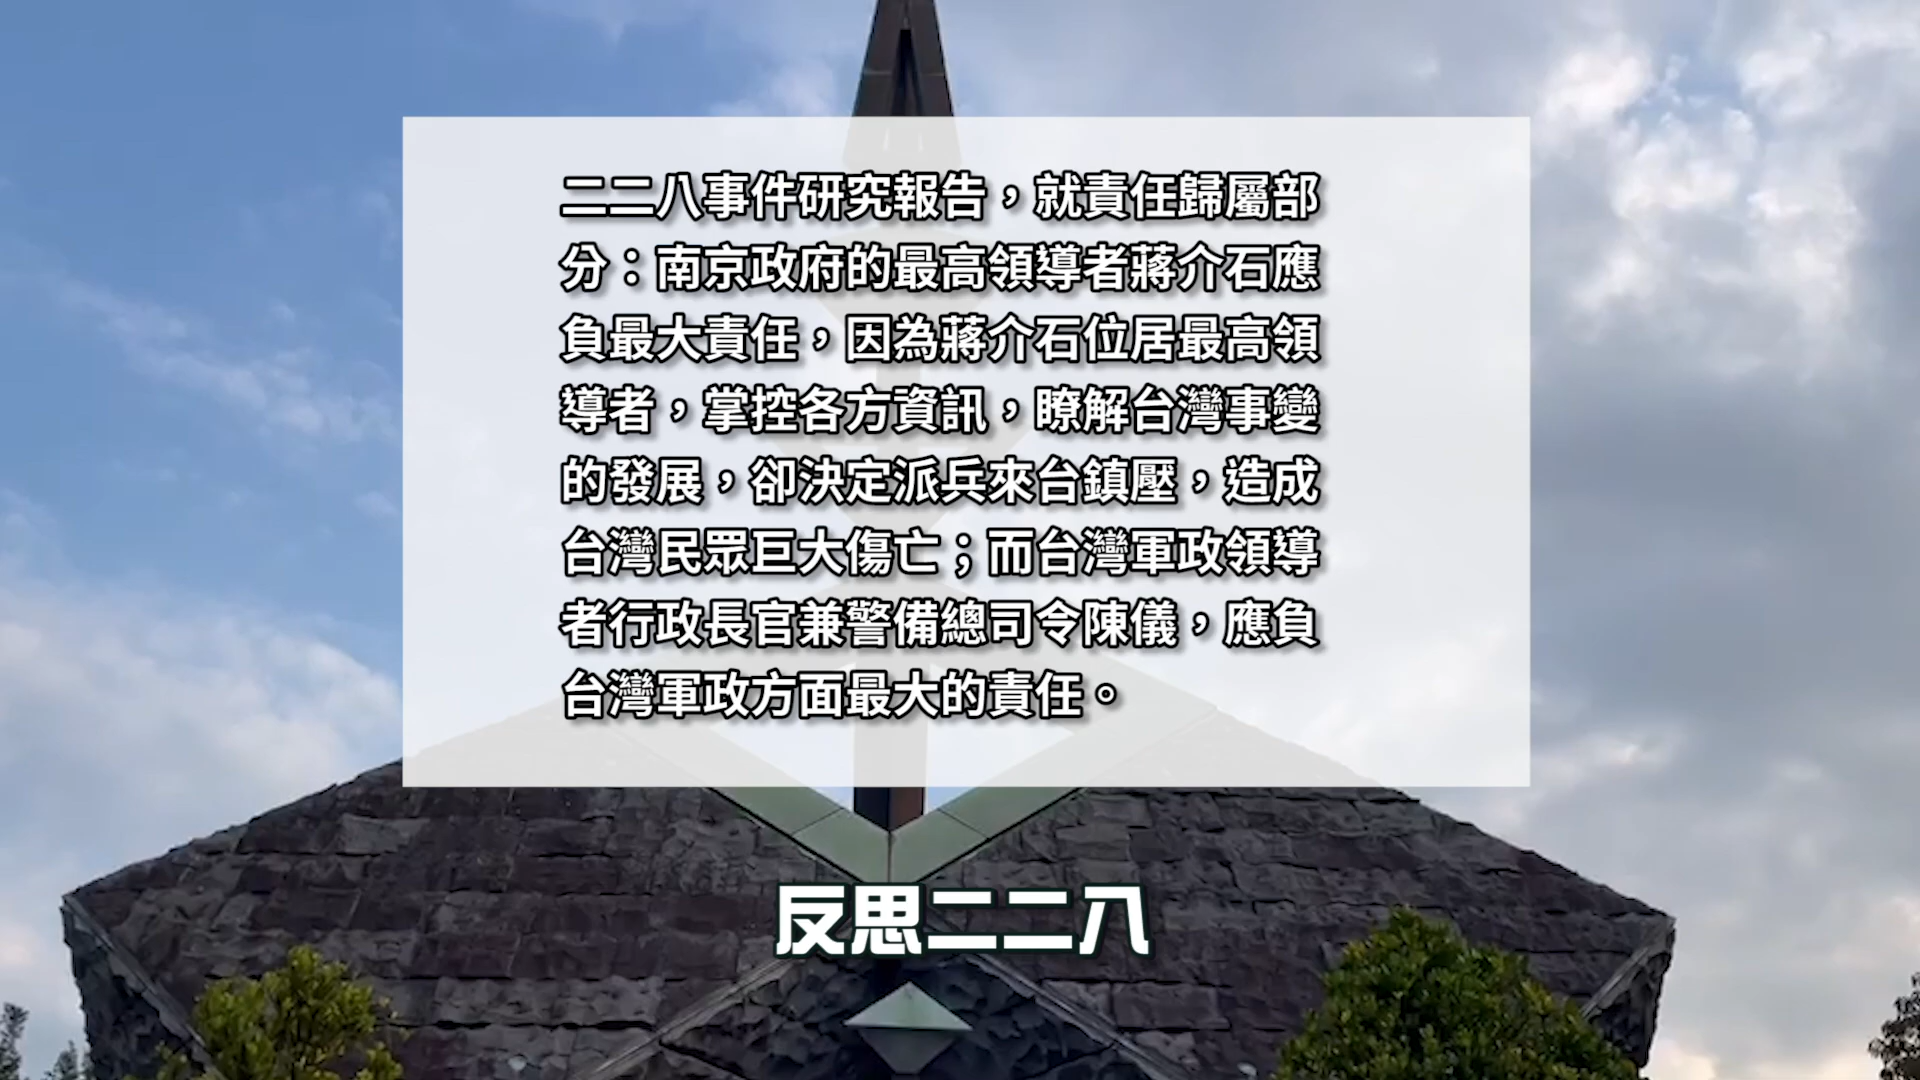 二二八事件研究報告，就責任歸屬部
分：南京政府的最高領導者蔣介石應
負最大責任，因為蔣介石位居最高領
導者，掌控各方資訊，瞭解台灣事變
的發展，卻決定派兵來台鎮壓，造成
台灣民眾巨大傷亡；而台灣軍政領導
者行政長官兼警備總司令陳儀，應負
台灣軍政方面最大的責任。
反思二二八